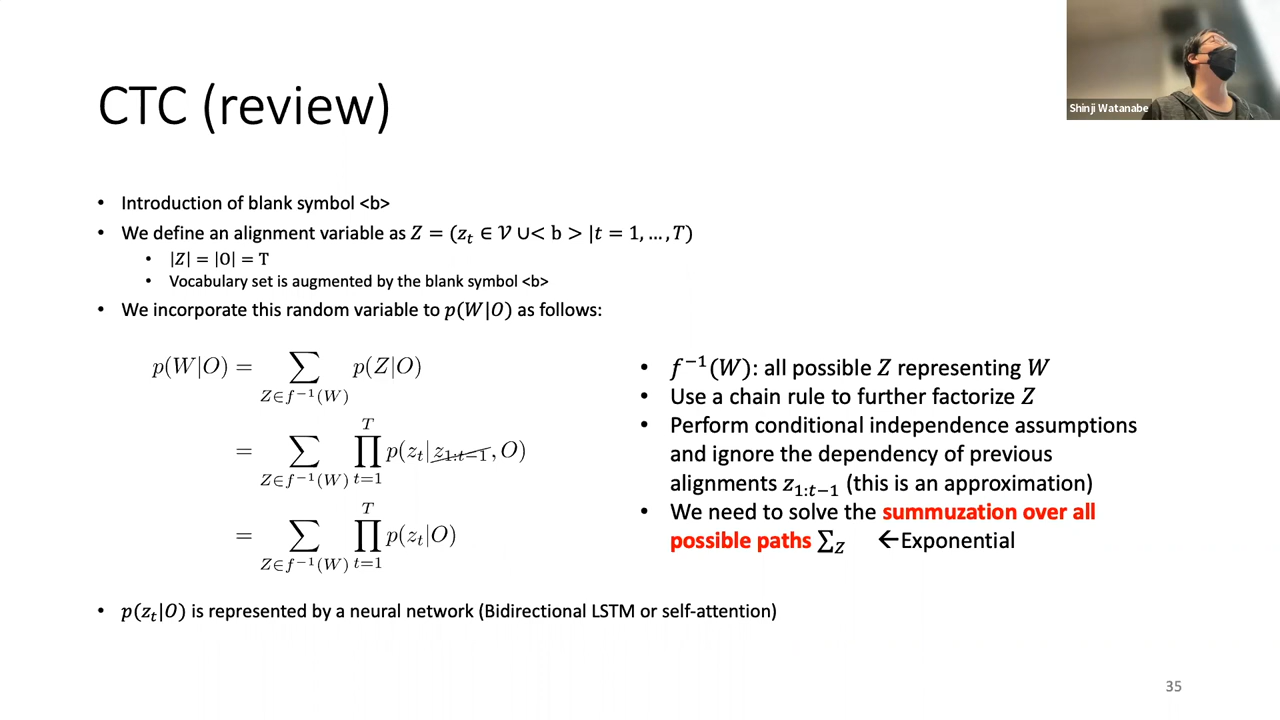 CTC (review)
Shinji Watanabe
• Introduction of blank symbol <b>
• We define an alignment variable as Z = (z_t ∈ 𝒱 ∪< b > |t = 1, … , T)
• |Z| = |O| = T
• Vocabulary set is augmented by the blank symbol <b>
• We incorporate this random variable to p(W|O) as follows:
p(W|O) = ∑_{Z∈f^{−1}(W)} p(Z|O)
= ∑_{Z∈f^{−1}(W)} ∏_{t=1}^{T} p(z_t|z_{1:t−1}, O)
= ∑_{Z∈f^{−1}(W)} ∏_{t=1}^{T} p(z_t|O)
• f^{−1}(W): all possible Z representing W
• Use a chain rule to further factorize Z
• Perform conditional independence assumptions
and ignore the dependency of previous
alignments z_{1:t−1} (this is an approximation)
• We need to solve the summuzation over all
possible paths ∑_Z ←Exponential
• p(z_t|O) is represented by a neural network (Bidirectional LSTM or self-attention)
35